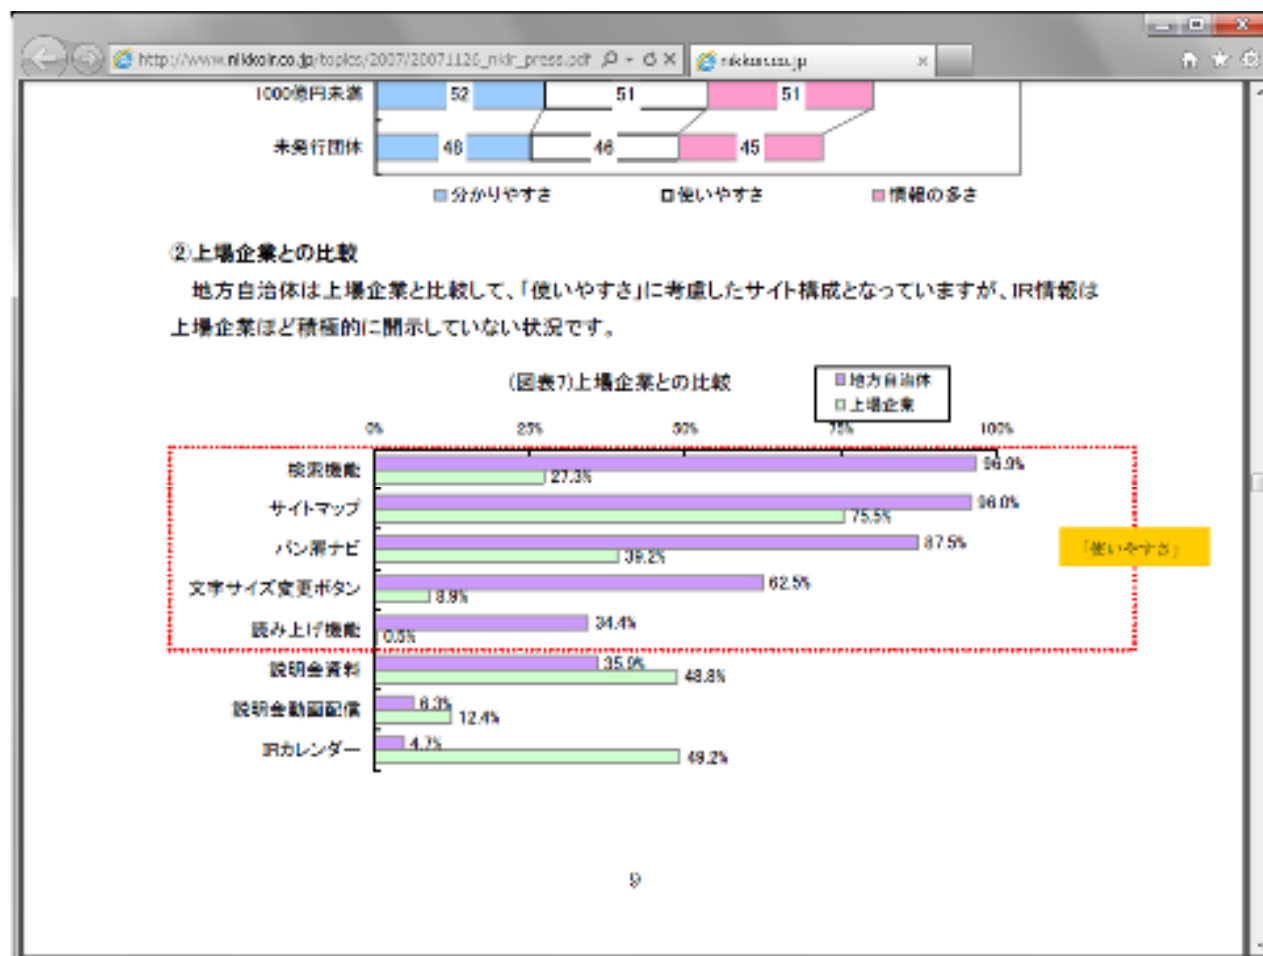 http://www.nikkoir.co.jp/topics/2007/20071126_nkir_press.pdf
nikkoir.co.jp
1000億円未満 52 51 51
未発行団体 48 46 45
分かりやすさ 使いやすさ 情報の多さ
②上場企業との比較
地方自治体は上場企業と比較して、「使いやすさ」に考慮したサイト構成となっていますが、IR情報は
上場企業ほど積極的に開示していない状況です。
(図表7)上場企業との比較
地方自治体
上場企業
0% 25% 50% 75% 100%
検索機能 96.9%
27.3%
サイトマップ 96.0%
75.5%
パン屑ナビ 87.5%
39.2%
「使いやすさ」
文字サイズ変更ボタン 62.5%
8.9%
読み上げ機能 34.4%
0.5%
説明会資料 35.9%
48.8%
説明会動画配信 6.3%
12.4%
IRカレンダー 4.7%
49.2%
9